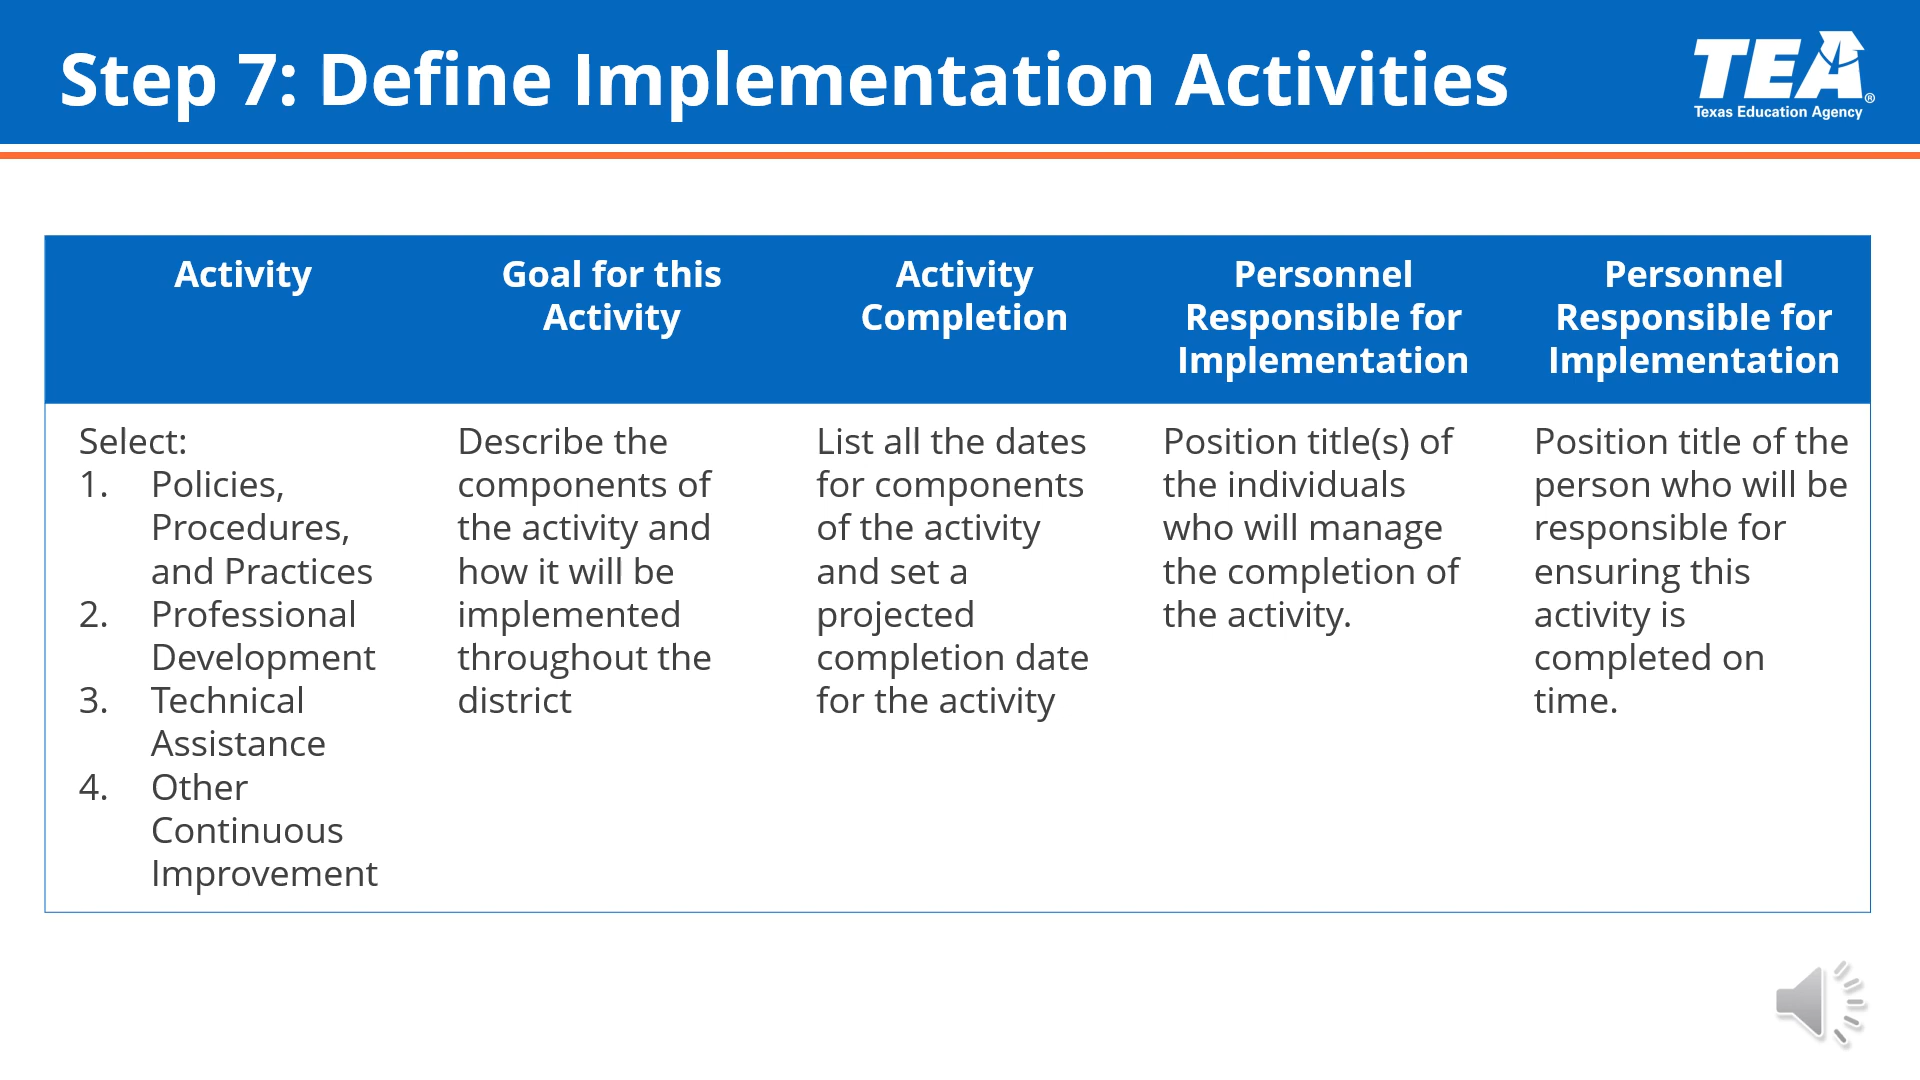 Step 7: Define Implementation Activities
TEA
®
Texas Education Agency
Activity
Goal for this
Activity
Activity
Completion
Personnel
Responsible for
Implementation
Personnel
Responsible for
Implementation
Select:
1. Policies,
Procedures,
and Practices
2. Professional
Development
3. Technical
Assistance
4. Other
Continuous
Improvement
Describe the
components of
the activity and
how it will be
implemented
throughout the
district
List all the dates
for components
of the activity
and set a
projected
completion date
for the activity
Position title(s) of
the individuals
who will manage
the completion of
the activity.
Position title of the
person who will be
responsible for
ensuring this
activity is
completed on
time.